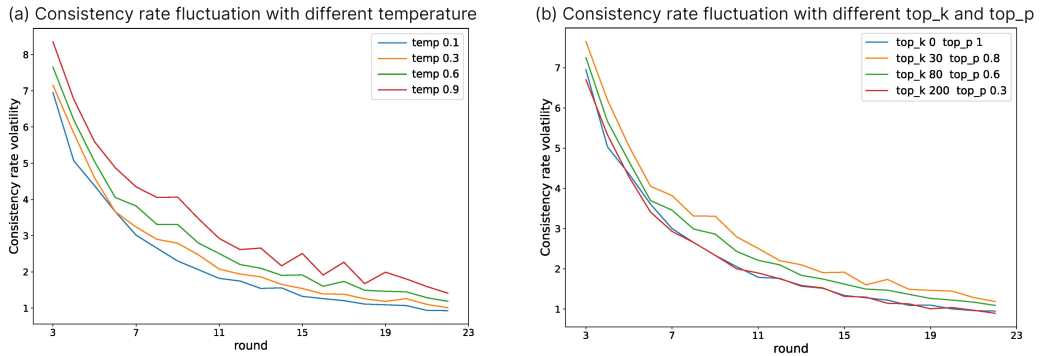 (a) Consistency rate fluctuation with different temperature
Consistency rate volatility
8
7
6
5
4
3
2
1
temp 0.1
temp 0.3
temp 0.6
temp 0.9
3 7 11 15 19 23
round
(b) Consistency rate fluctuation with different top_k and top_p
Consistency rate volatility
8
7
6
5
4
3
2
1
top_k 0 top_p 1
top_k 30 top_p 0.8
top_k 80 top_p 0.6
top_k 200 top_p 0.3
3 7 11 15 19 23
round